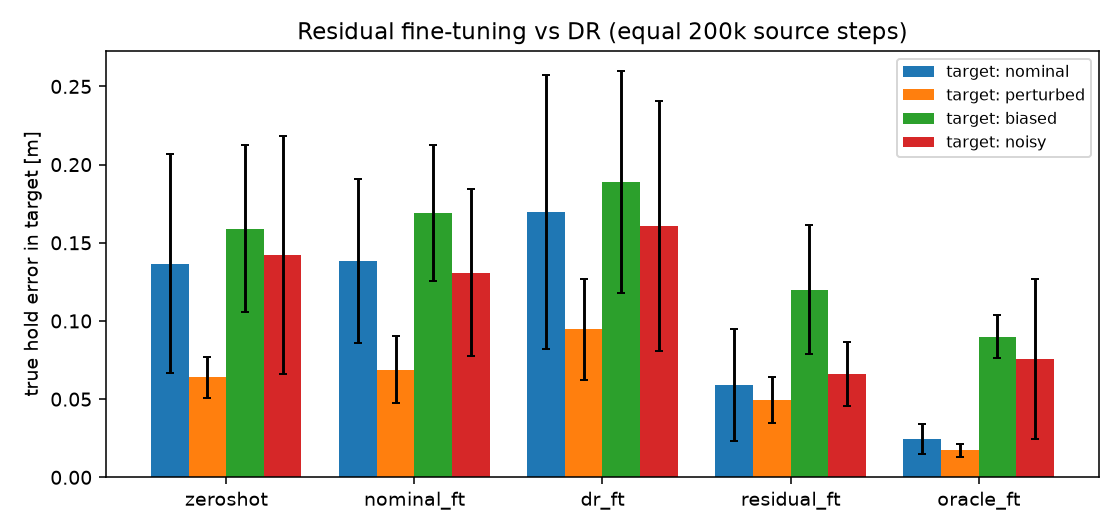 Residual fine-tuning vs DR (equal 200k source steps)
true hold error in target [m]
0.25
0.20
0.15
0.10
0.05
0.00
target: nominal
target: perturbed
target: biased
target: noisy
zeroshot
nominal_ft
dr_ft
residual_ft
oracle_ft